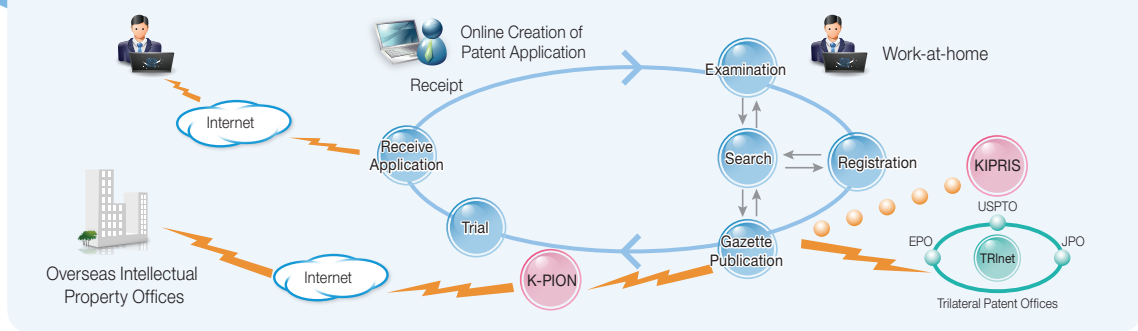 Online Creation of
Patent Application
Work-at-home
Examination
Receipt
Internet
Receive
Application
Search
Registration
KIPRIS
USPTO
Trial
EPO
JPO
TRInet
Gazette
Publication
Overseas Intellectual
Property Offices
Internet
K-PION
Trilateral Patent Offices